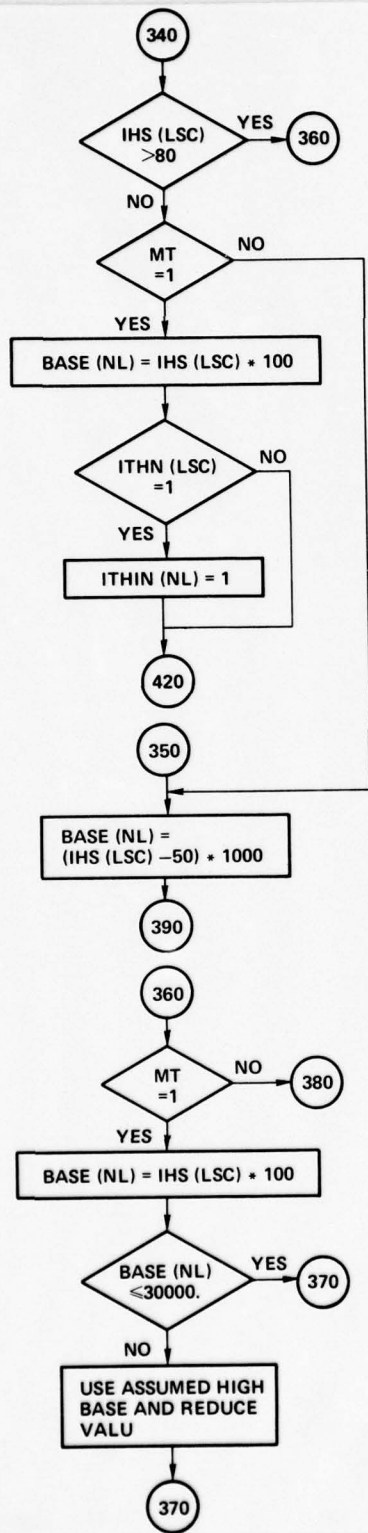 340
IHS (LSC)
>80
YES
360
NO
MT
=1
NO
YES
BASE (NL) = IHS (LSC) * 100
ITHN (LSC)
=1
NO
YES
ITHIN (NL) = 1
420
350
BASE (NL) =
(IHS (LSC) −50) * 1000
390
360
MT
=1
NO
380
YES
BASE (NL) = IHS (LSC) * 100
BASE (NL)
≤30000.
YES
370
NO
USE ASSUMED HIGH
BASE AND REDUCE
VALU
370